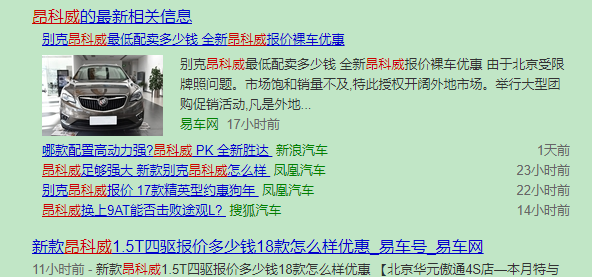 昂科威的最新相关信息
别克昂科威最低配卖多少钱 全新昂科威报价裸车优惠
别克昂科威最低配卖多少钱 全新昂科威报价裸车优惠 由于北京受限
牌照问题。市场饱和销量不及,特此授权开阔外地市场。举行大型团
购促销活动,凡是外地...
易车网 17小时前
哪款配置高动力强?昂科威 PK 全新胜达 新浪汽车 1天前
昂科威足够强大 新款别克昂科威怎么样 凤凰汽车 23小时前
别克昂科威报价 17款精英型约惠狗年 凤凰汽车 22小时前
昂科威换上9AT能否击败途观L? 搜狐汽车 14小时前
新款昂科威1.5T四驱报价多少钱18款怎么样优惠_易车号_易车网
11小时前 - 新款昂科威1.5T四驱报价多少钱18款怎么样优惠 【北京华元傲通4S店—本月特与